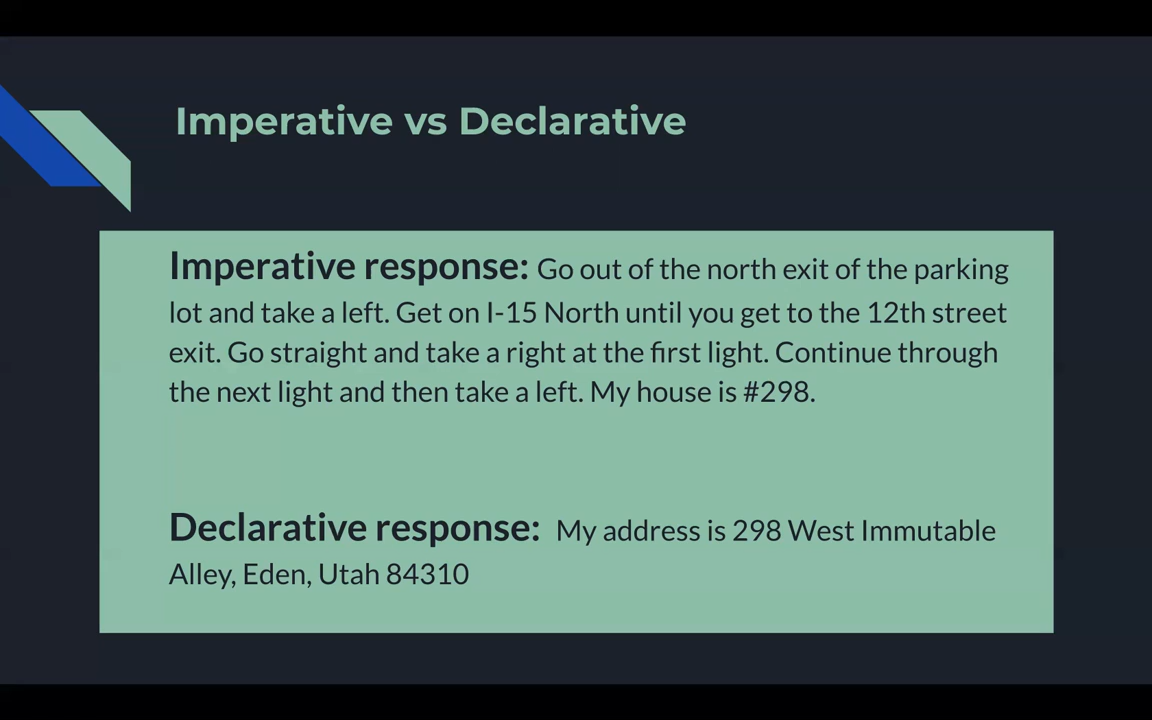 Imperative vs Declarative
Imperative response: Go out of the north exit of the parking
lot and take a left. Get on I-15 North until you get to the 12th street
exit. Go straight and take a right at the first light. Continue through
the next light and then take a left. My house is #298.
Declarative response: My address is 298 West Immutable
Alley, Eden, Utah 84310